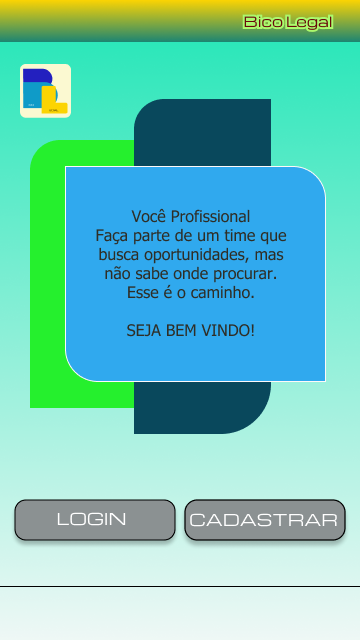 Bico Legal
Você Profissional
Faça parte de um time que
busca oportunidades, mas
não sabe onde procurar.
Esse é o caminho.
SEJA BEM VINDO!
LOGIN
CADASTRAR